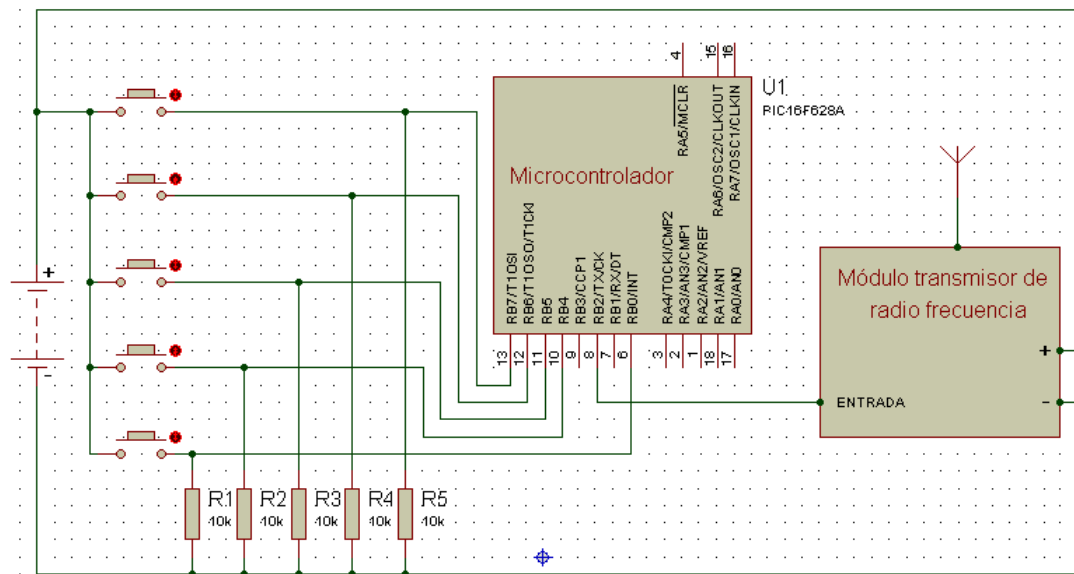 4
15
16
U1
PIC16F628A
RA5/MCLR
RA6/OSC2/CLKOUT
RA7/OSC1/CLKIN
Microcontrolador
RB7/T1OSI
RB6/T1OSO/T1CKI
RB5
RB4
RB3/CCP1
RB2/TX/CK
RB1/RX/DT
RB0/INT
RA4/T0CKI/CMP2
RA3/AN3/CMP1
RA2/AN2/VREF
RA1/AN1
RA0/AN0
13
12
11
10
9
8
7
6
3
2
1
18
17
Módulo transmisor de
radio frecuencia
+
-
ENTRADA
+
-
R1
10k
R2
10k
R3
10k
R4
10k
R5
10k